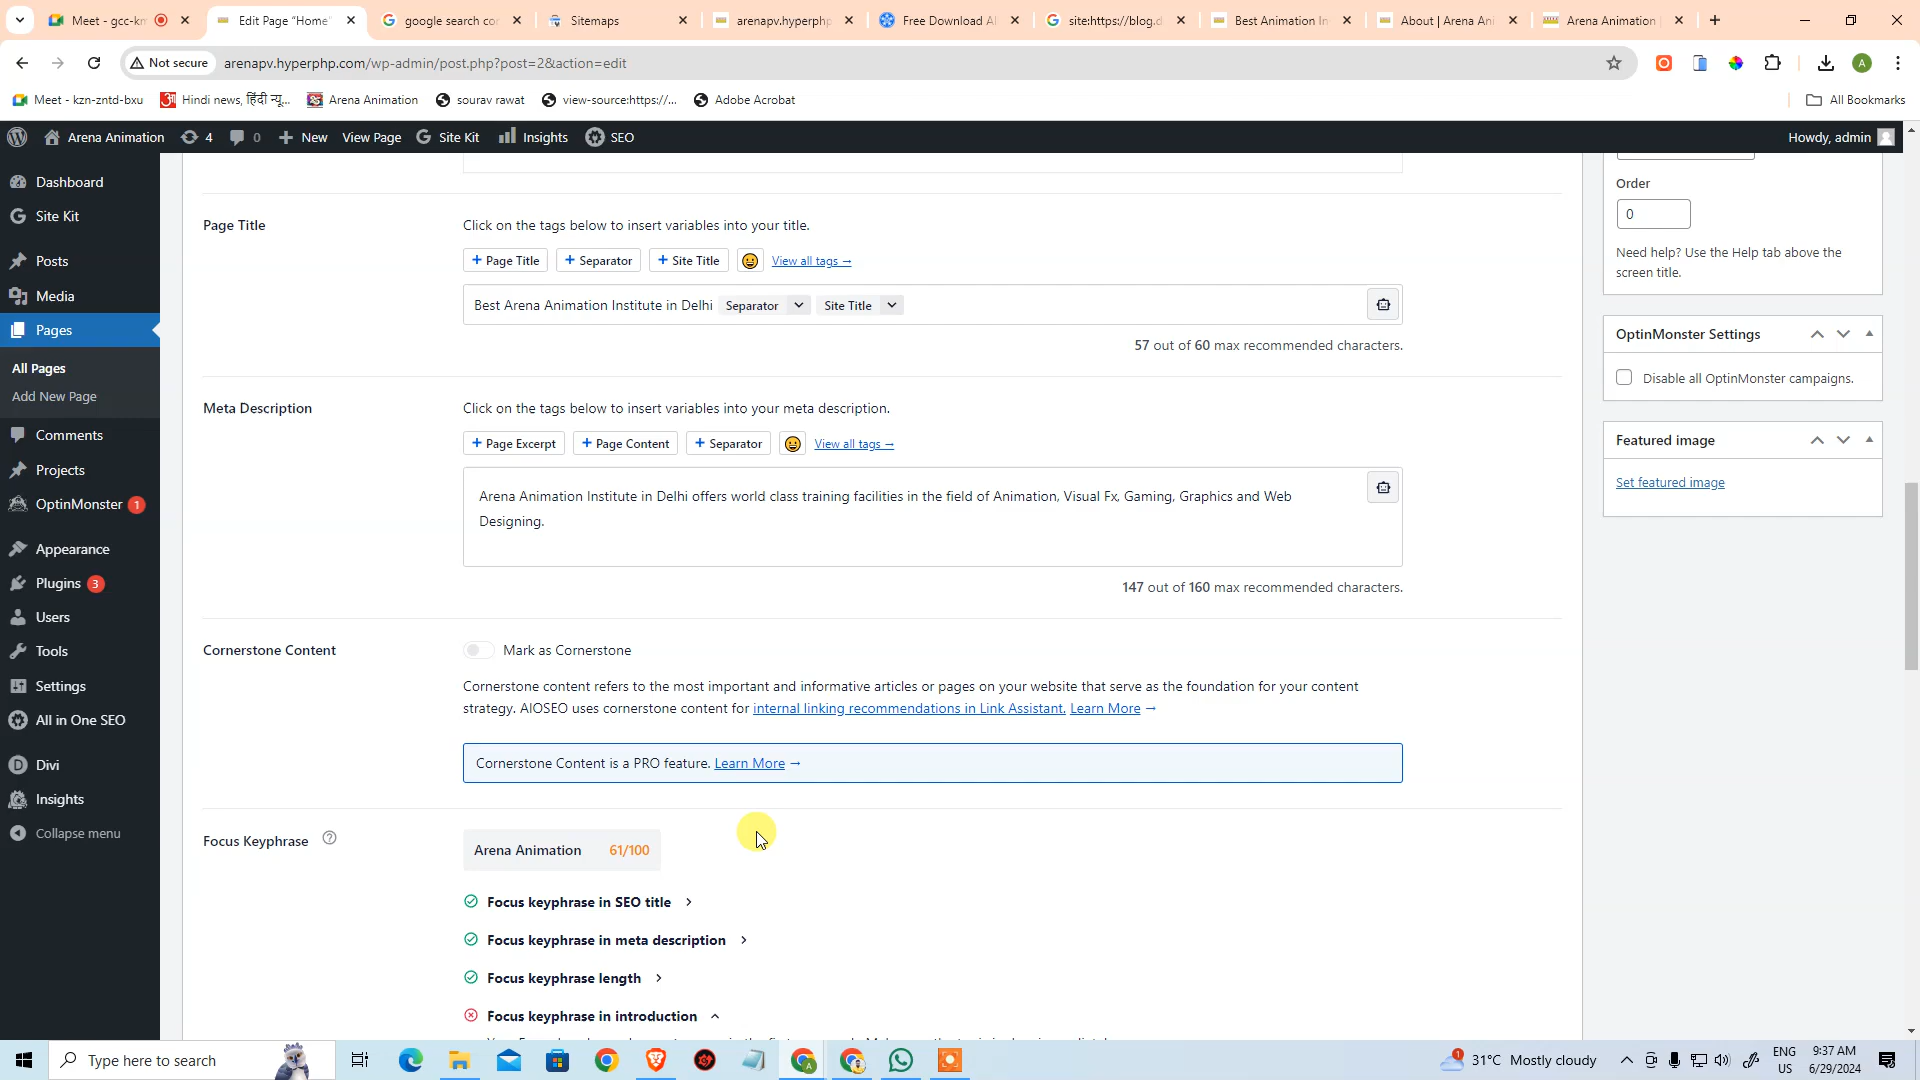 Meet - gcc-kn
Edit Page "Home"
google search con
Sitemaps
arenapv.hyperphp
Free Download Al
site:https://blog.d
Best Animation In
About | Arena Ani
Arena Animation |
Not secure
arenapv.hyperphp.com/wp-admin/post.php?post=2&action=edit
A
Meet - kzn-zntd-bxu
Hindi news, हिंदी न्यू...
Arena Animation
sourav rawat
view-source:https://...
Adobe Acrobat
All Bookmarks
Arena Animation
4
0
New
View Page
Site Kit
Insights
SEO
Howdy, admin
Dashboard
Site Kit
Posts
Media
Pages
All Pages
Add New Page
Comments
Projects
OptinMonster 1
Appearance
Plugins 3
Users
Tools
Settings
All in One SEO
Divi
Insights
Collapse menu
Page Title
Click on the tags below to insert variables into your title.
+ Page Title
+ Separator
+ Site Title
View all tags →
Best Arena Animation Institute in Delhi Separator Site Title
57 out of 60 max recommended characters.
Meta Description
Click on the tags below to insert variables into your meta description.
+ Page Excerpt
+ Page Content
+ Separator
View all tags →
Arena Animation Institute in Delhi offers world class training facilities in the field of Animation, Visual Fx, Gaming, Graphics and Web
Designing.
147 out of 160 max recommended characters.
Cornerstone Content
Mark as Cornerstone
Cornerstone content refers to the most important and informative articles or pages on your website that serve as the foundation for your content
strategy. AIOSEO uses cornerstone content for internal linking recommendations in Link Assistant. Learn More →
Cornerstone Content is a PRO feature. Learn More →
Focus Keyphrase
Arena Animation 61/100
Focus keyphrase in SEO title
Focus keyphrase in meta description
Focus keyphrase length
Focus keyphrase in introduction
Order
0
Need help? Use the Help tab above the
screen title.
OptinMonster Settings
Disable all OptinMonster campaigns.
Featured image
Set featured image
Type here to search
1
31°C Mostly cloudy
ENG
US
9:37 AM
6/29/2024